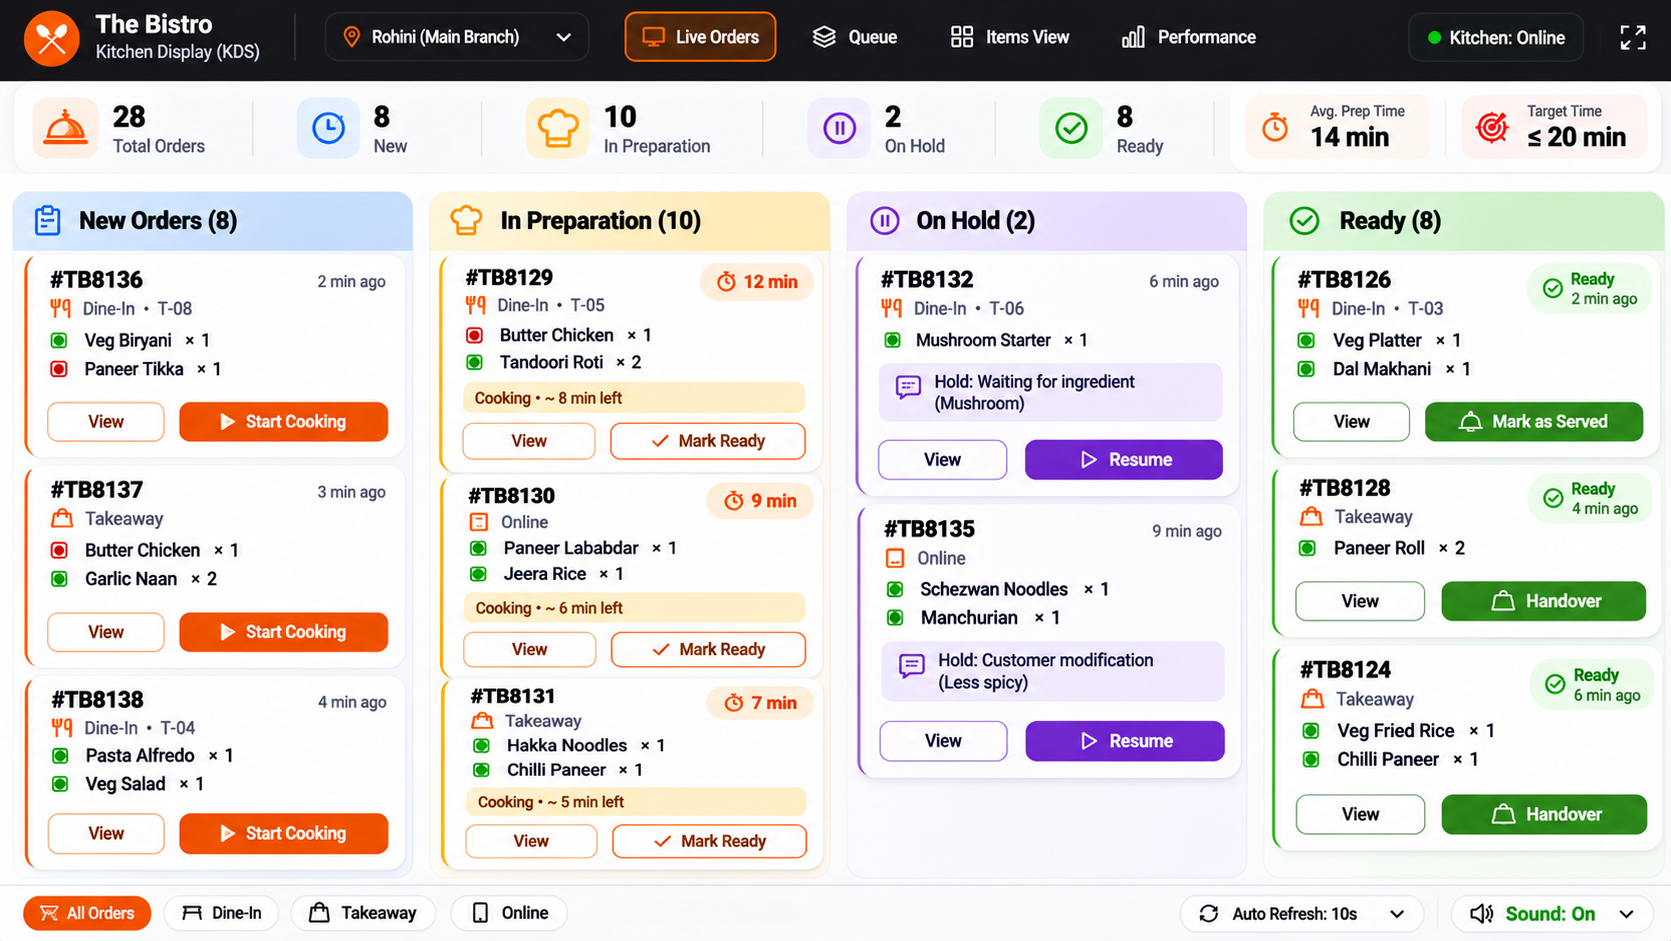 The Bistro
Kitchen Display (KDS)
Rohini (Main Branch)
Live Orders
Queue
Items View
Performance
Kitchen: Online
28
Total Orders
8
New
10
In Preparation
2
On Hold
8
Ready
Avg. Prep Time
14 min
Target Time
≤ 20 min
New Orders (8)
#TB8136
2 min ago
Dine-In • T-08
Veg Biryani × 1
Paneer Tikka × 1
View
Start Cooking
#TB8137
3 min ago
Takeaway
Butter Chicken × 1
Garlic Naan × 2
View
Start Cooking
#TB8138
4 min ago
Dine-In • T-04
Pasta Alfredo × 1
Veg Salad × 1
View
Start Cooking
In Preparation (10)
#TB8129
12 min
Dine-In • T-05
Butter Chicken × 1
Tandoori Roti × 2
Cooking • ~ 8 min left
View
Mark Ready
#TB8130
9 min
Online
Paneer Lababdar × 1
Jeera Rice × 1
Cooking • ~ 6 min left
View
Mark Ready
#TB8131
7 min
Takeaway
Hakka Noodles × 1
Chilli Paneer × 1
Cooking • ~ 5 min left
View
Mark Ready
On Hold (2)
#TB8132
6 min ago
Dine-In • T-06
Mushroom Starter × 1
Hold: Waiting for ingredient
(Mushroom)
View
Resume
#TB8135
9 min ago
Online
Schezwan Noodles × 1
Manchurian × 1
Hold: Customer modification
(Less spicy)
View
Resume
Ready (8)
#TB8126
Ready
2 min ago
Dine-In • T-03
Veg Platter × 1
Dal Makhani × 1
View
Mark as Served
#TB8128
Ready
4 min ago
Takeaway
Paneer Roll × 2
View
Handover
#TB8124
Ready
6 min ago
Takeaway
Veg Fried Rice × 1
Chilli Paneer × 1
View
Handover
All Orders
Dine-In
Takeaway
Online
Auto Refresh: 10s
Sound: On